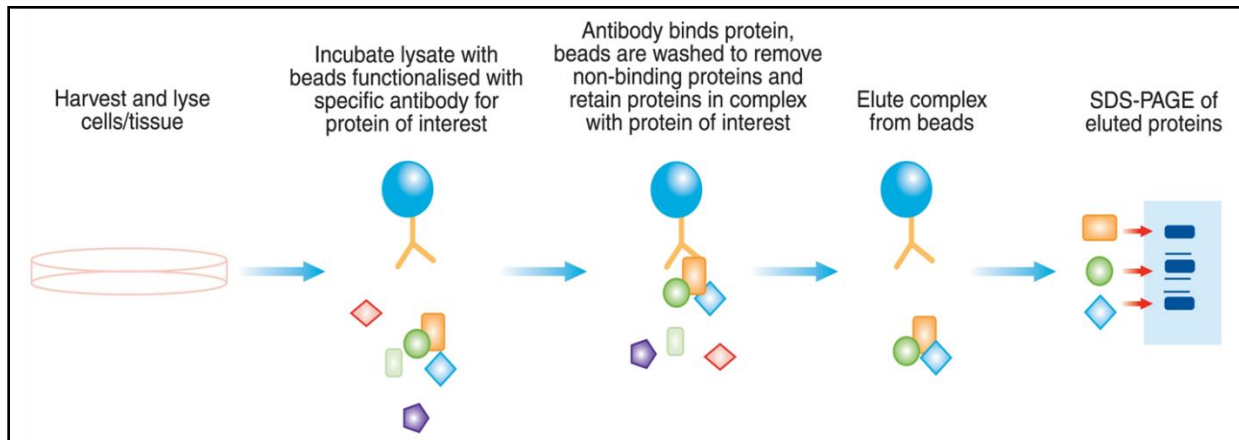 Harvest and lyse
cells/tissue
Incubate lysate with
beads functionalised with
specific antibody for
protein of interest
Antibody binds protein,
beads are washed to remove
non-binding proteins and
retain proteins in complex
with protein of interest
Elute complex
from beads
SDS-PAGE of
eluted proteins